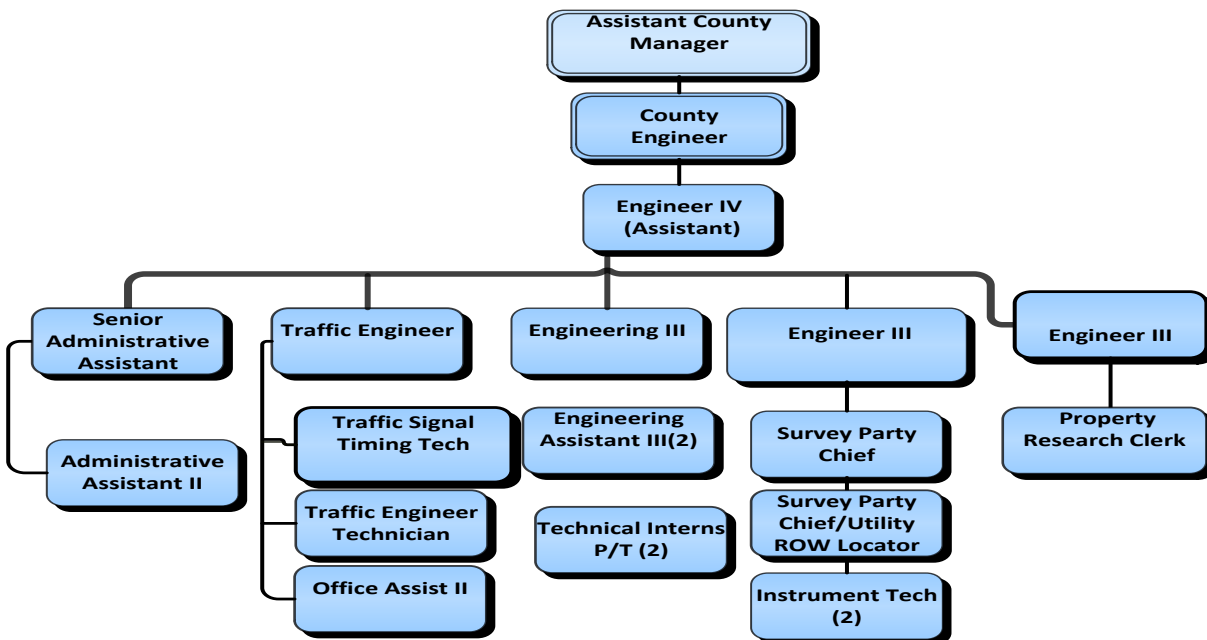 Assistant County
Manager
County
Engineer
Engineer IV
(Assistant)
Senior
Administrative
Assistant
Traffic Engineer
Engineering III
Engineer III
Engineer III
Administrative
Assistant II
Traffic Signal
Timing Tech
Traffic Engineer
Technician
Office Assist II
Engineering
Assistant III(2)
Technical Interns
P/T (2)
Survey Party
Chief
Survey Party
Chief/Utility
ROW Locator
Instrument Tech
(2)
Property
Research Clerk